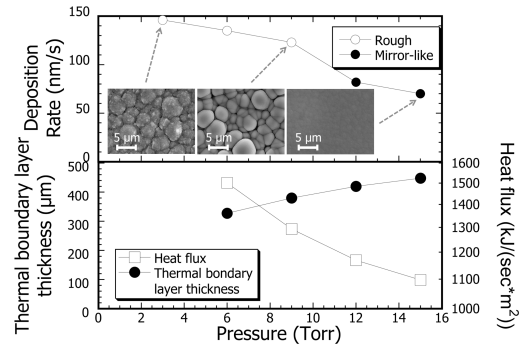 Deposition
Rate (nm/s)
200
150
100
50
0
Rough
Mirror-like
5 µm
5 µm
5 µm
Thermal boundary layer
thickness (µm)
500
400
300
200
100
0
1600
1500
1400
1300
1200
1100
1000
Heat flux (kJ/(sec*m²))
Heat flux
Thermal bondary
layer thickness
0
2
4
6
8
10
12
14
16
Pressure (Torr)